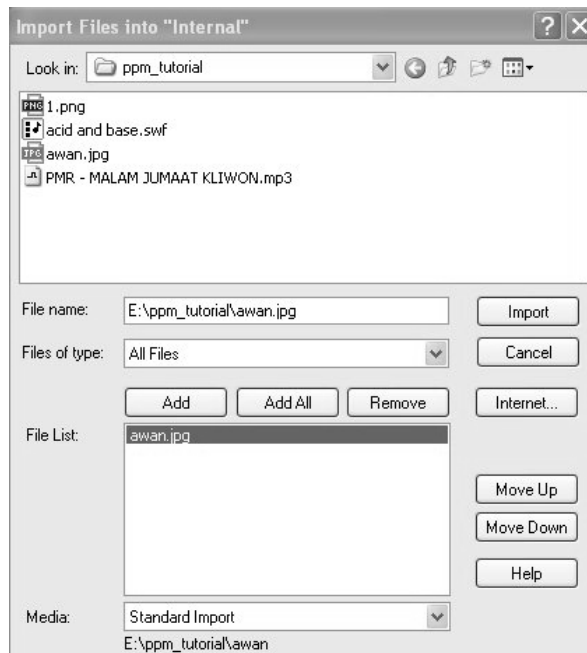 Import Files into "Internal"
Look in: ppm_tutorial
1.png
acid and base.swf
awan.jpg
PMR - MALAM JUMAAT KLIWON.mp3
File name: E:\ppm_tutorial\awan.jpg Import
Files of type: All Files Cancel
Add Add All Remove Internet...
File List: awan.jpg
Move Up
Move Down
Help
Media: Standard Import
E:\ppm_tutorial\awan